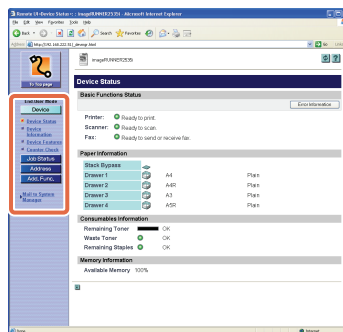 Remote UI<Device Status> : imageRUNNER2535i - Microsoft Internet Explorer
File Edit View Favorites Tools Help
Back Search Favorites
Address Go Links
To Top page
imageRUNNER2535i
Device Status
End-User Mode
Device
Device Status
Device Information
Device Features
Counter Check
Job Status
Address
Add. Func.
Mail to System Manager
Basic Functions Status
Error Information
Printer: Ready to print.
Scanner: Ready to scan.
Fax: Ready to send or receive fax.
Paper Information
Stack Bypass
Drawer 1 A4 Plain
Drawer 2 A4R Plain
Drawer 3 A3 Plain
Drawer 4 A5R Plain
Consumables Information
Remaining Toner OK
Waste Toner OK
Remaining Staples OK
Memory Information
Available Memory 100%
Done Internet